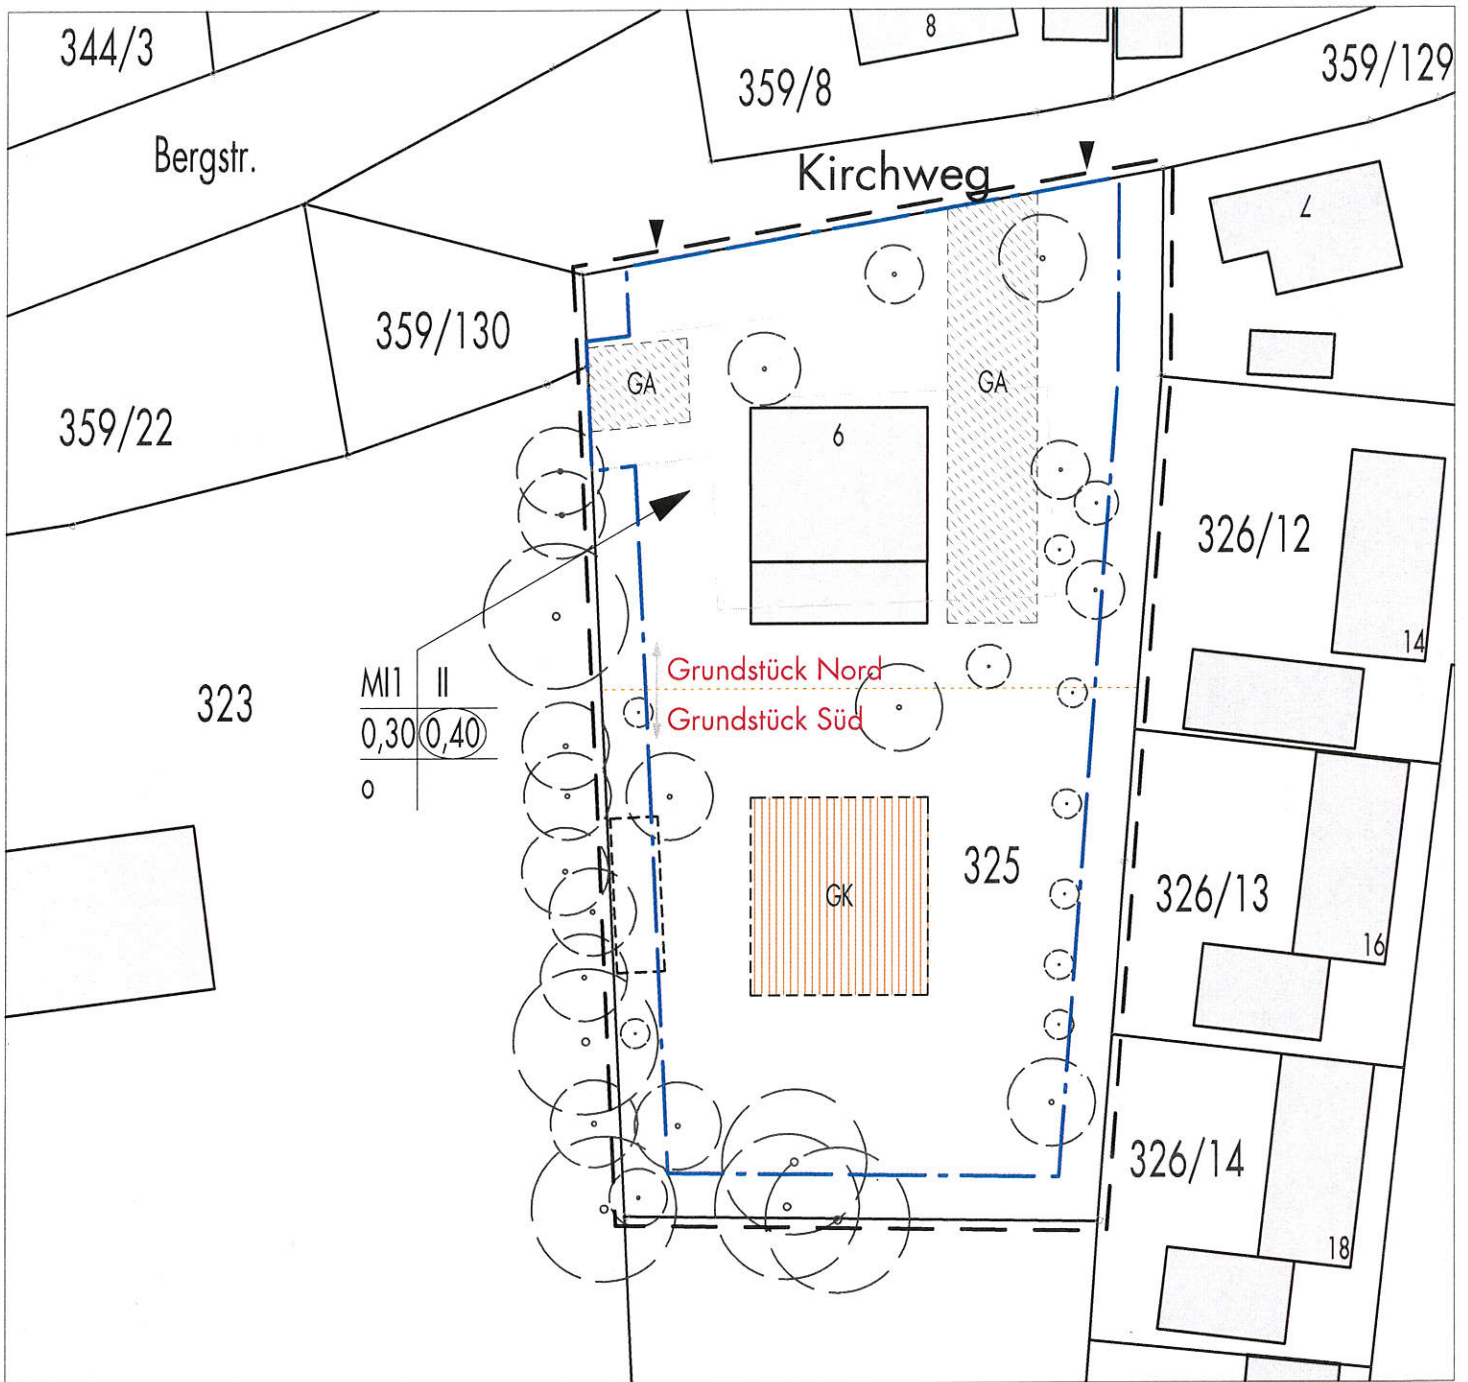 344/3
8
359/8
359/129
Bergstr.
Kirchweg
7
359/130
GA
GA
359/22
6
326/12
14
Grundstück Nord
MI1 II
323
Grundstück Süd
0,30 0,40
o
325
GK
326/13
16
326/14
18